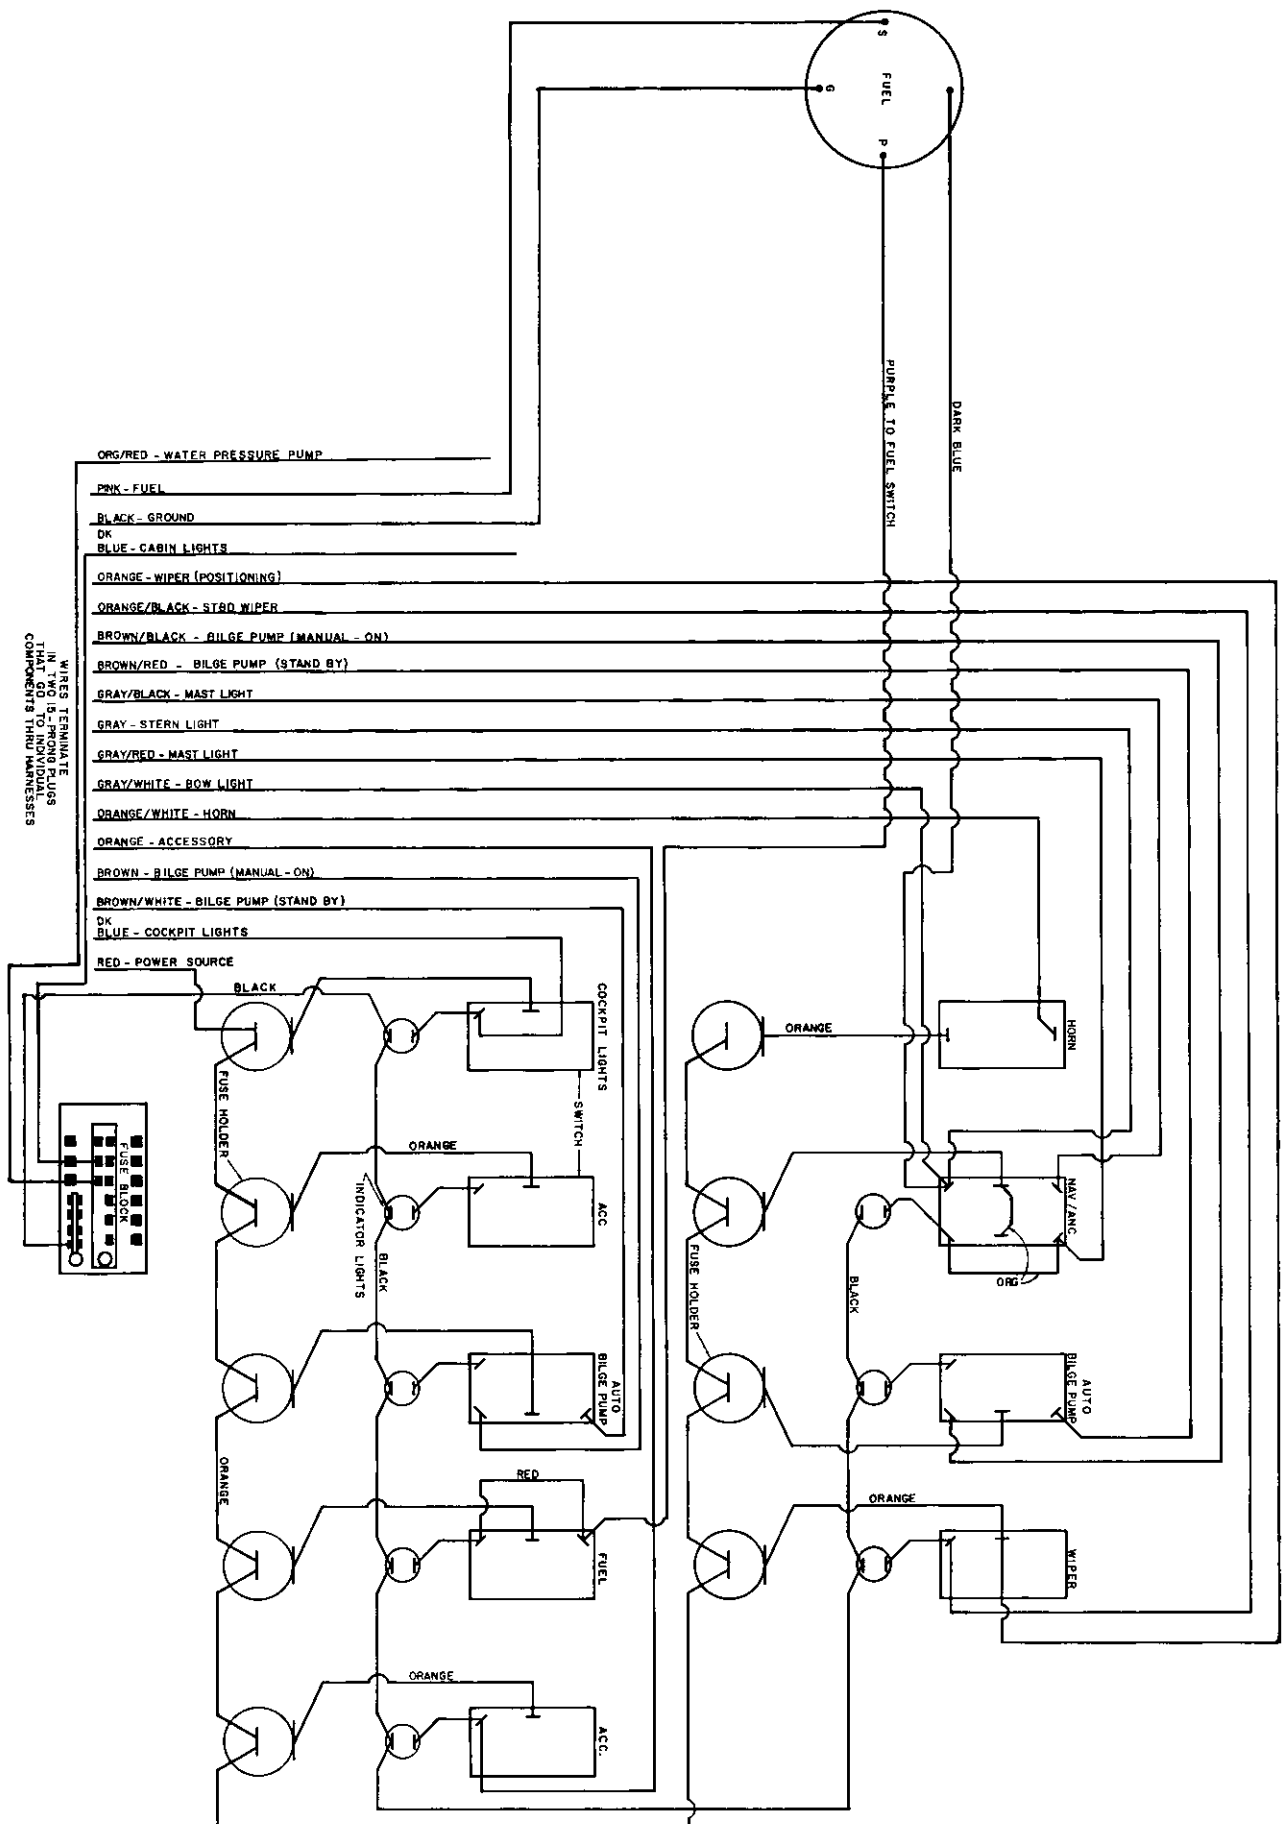 S
FUEL
G
P
PURPLE TO FUEL SWITCH
DARK BLUE
ORG/RED - WATER PRESSURE PUMP
PINK - FUEL
BLACK - GROUND
DK
BLUE - CABIN LIGHTS
ORANGE - WIPER (POSITIONING)
ORANGE/BLACK - STBD WIPER
BROWN/BLACK - BILGE PUMP (MANUAL - ON)
BROWN/RED - BILGE PUMP (STAND BY)
GRAY/BLACK - MAST LIGHT
GRAY - STERN LIGHT
GRAY/RED - MAST LIGHT
GRAY/WHITE - BOW LIGHT
ORANGE/WHITE - HORN
ORANGE - ACCESSORY
BROWN - BILGE PUMP (MANUAL - ON)
BROWN/WHITE - BILGE PUMP (STAND BY)
DK
BLUE - COCKPIT LIGHTS
RED - POWER SOURCE
WIRES TERMINATE
IN TWO 15-PRONG PLUGS
THAT GO TO INDIVIDUAL
COMPONENTS THRU HARNESSES
BLACK
COCKPIT LIGHTS
ORANGE
HORN
FUSE HOLDER
SWITCH
FUSE BLOCK
ORANGE
INDICATOR LIGHTS
ACC
NAV/ANC
BLACK
FUSE HOLDER
BLACK
ORG
AUTO
BILGE PUMP
AUTO
BILGE PUMP
ORANGE
RED
FUEL
ORANGE
WIPER
ORANGE
ACC.